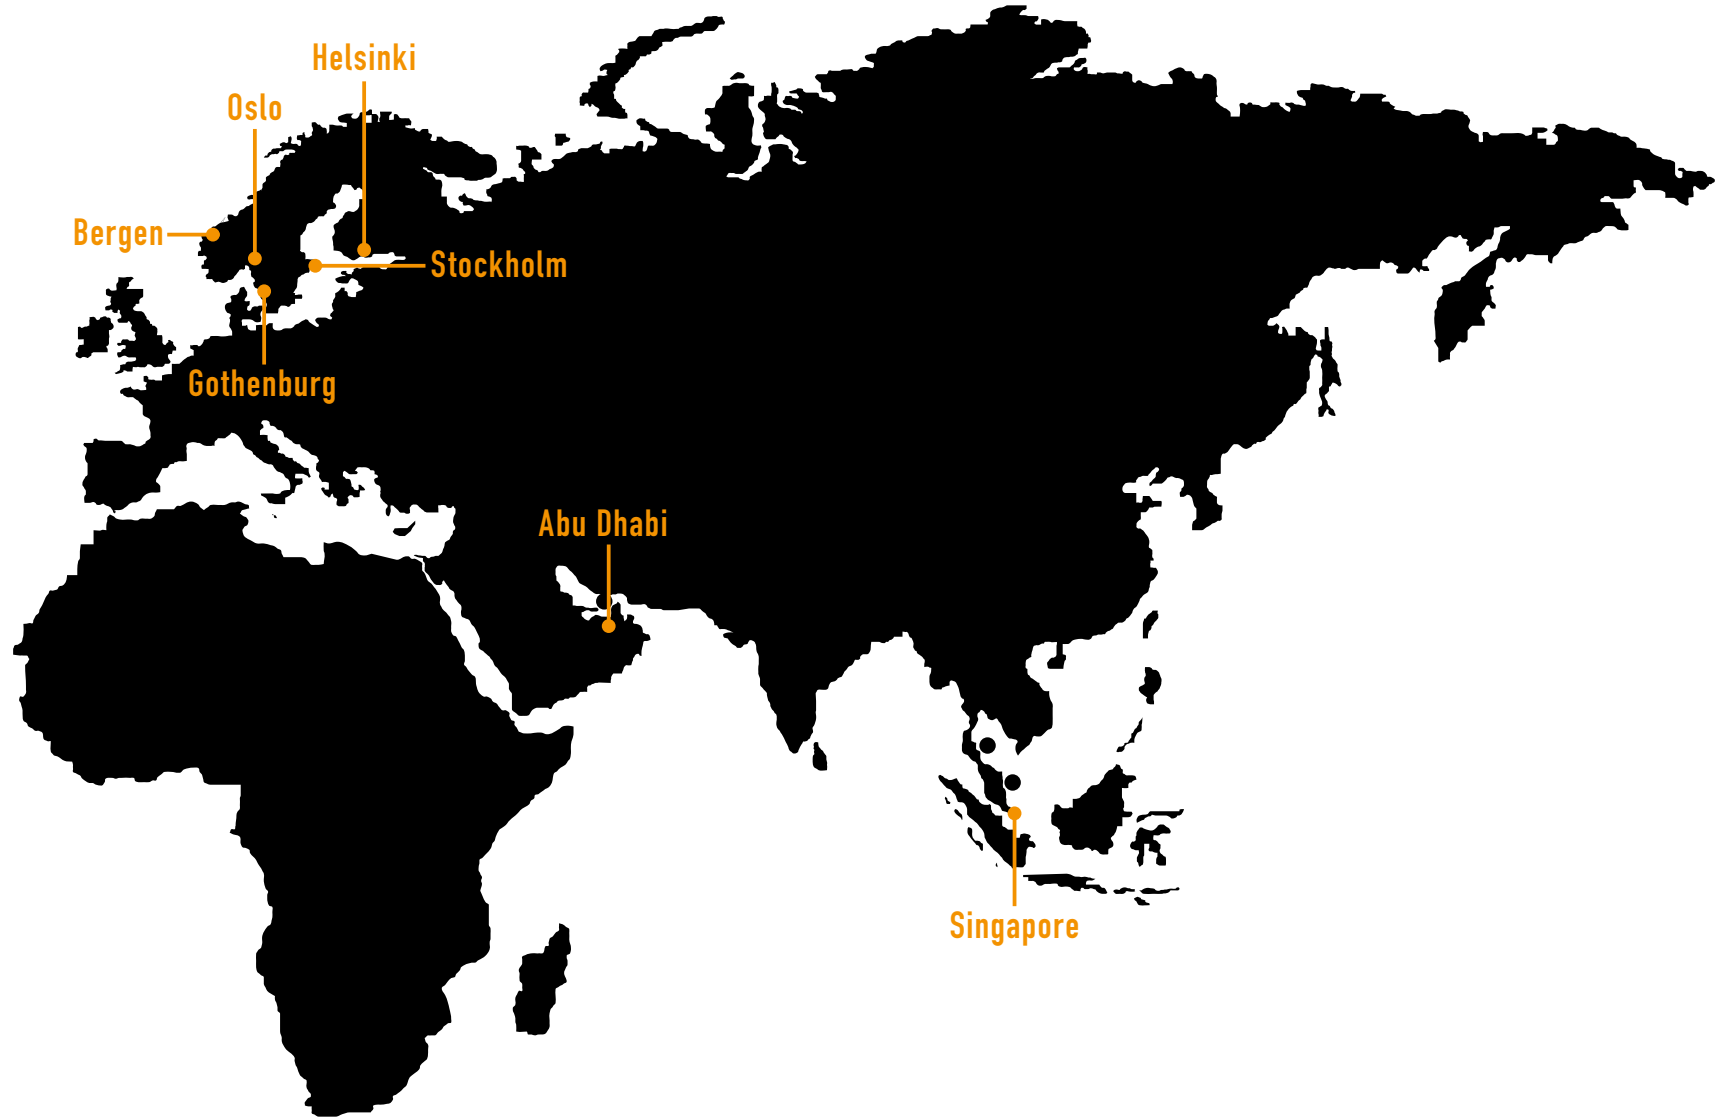 Helsinki
Oslo
Bergen
Stockholm
Gothenburg
Abu Dhabi
Singapore